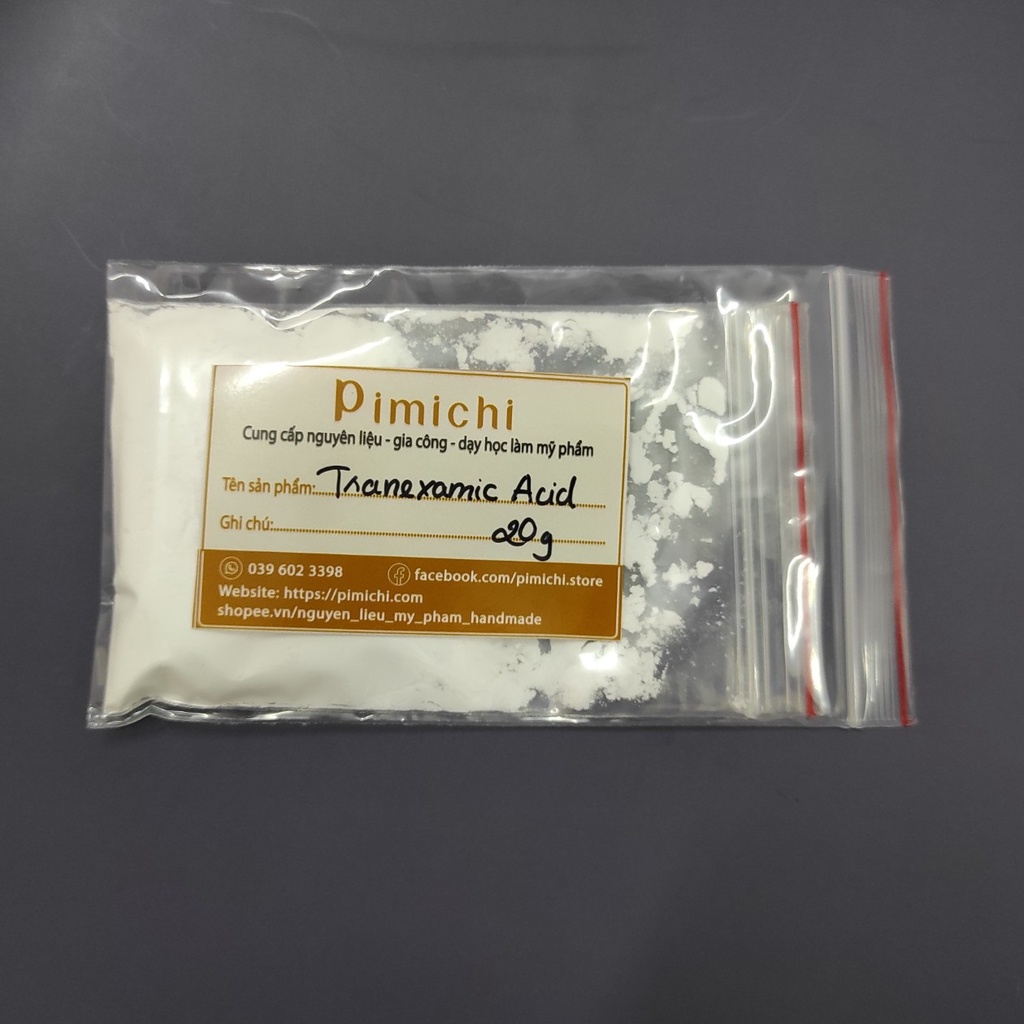 Pimichi
Cung cấp nguyên liệu - gia công - dạy học làm mỹ phẩm
Tên sản phẩm: Tranexamic Acid
Ghi chú: 20g
039 602 3398 facebook.com/pimichi.store
Website: https://pimichi.com
shopee.vn/nguyen_lieu_my_pham_handmade